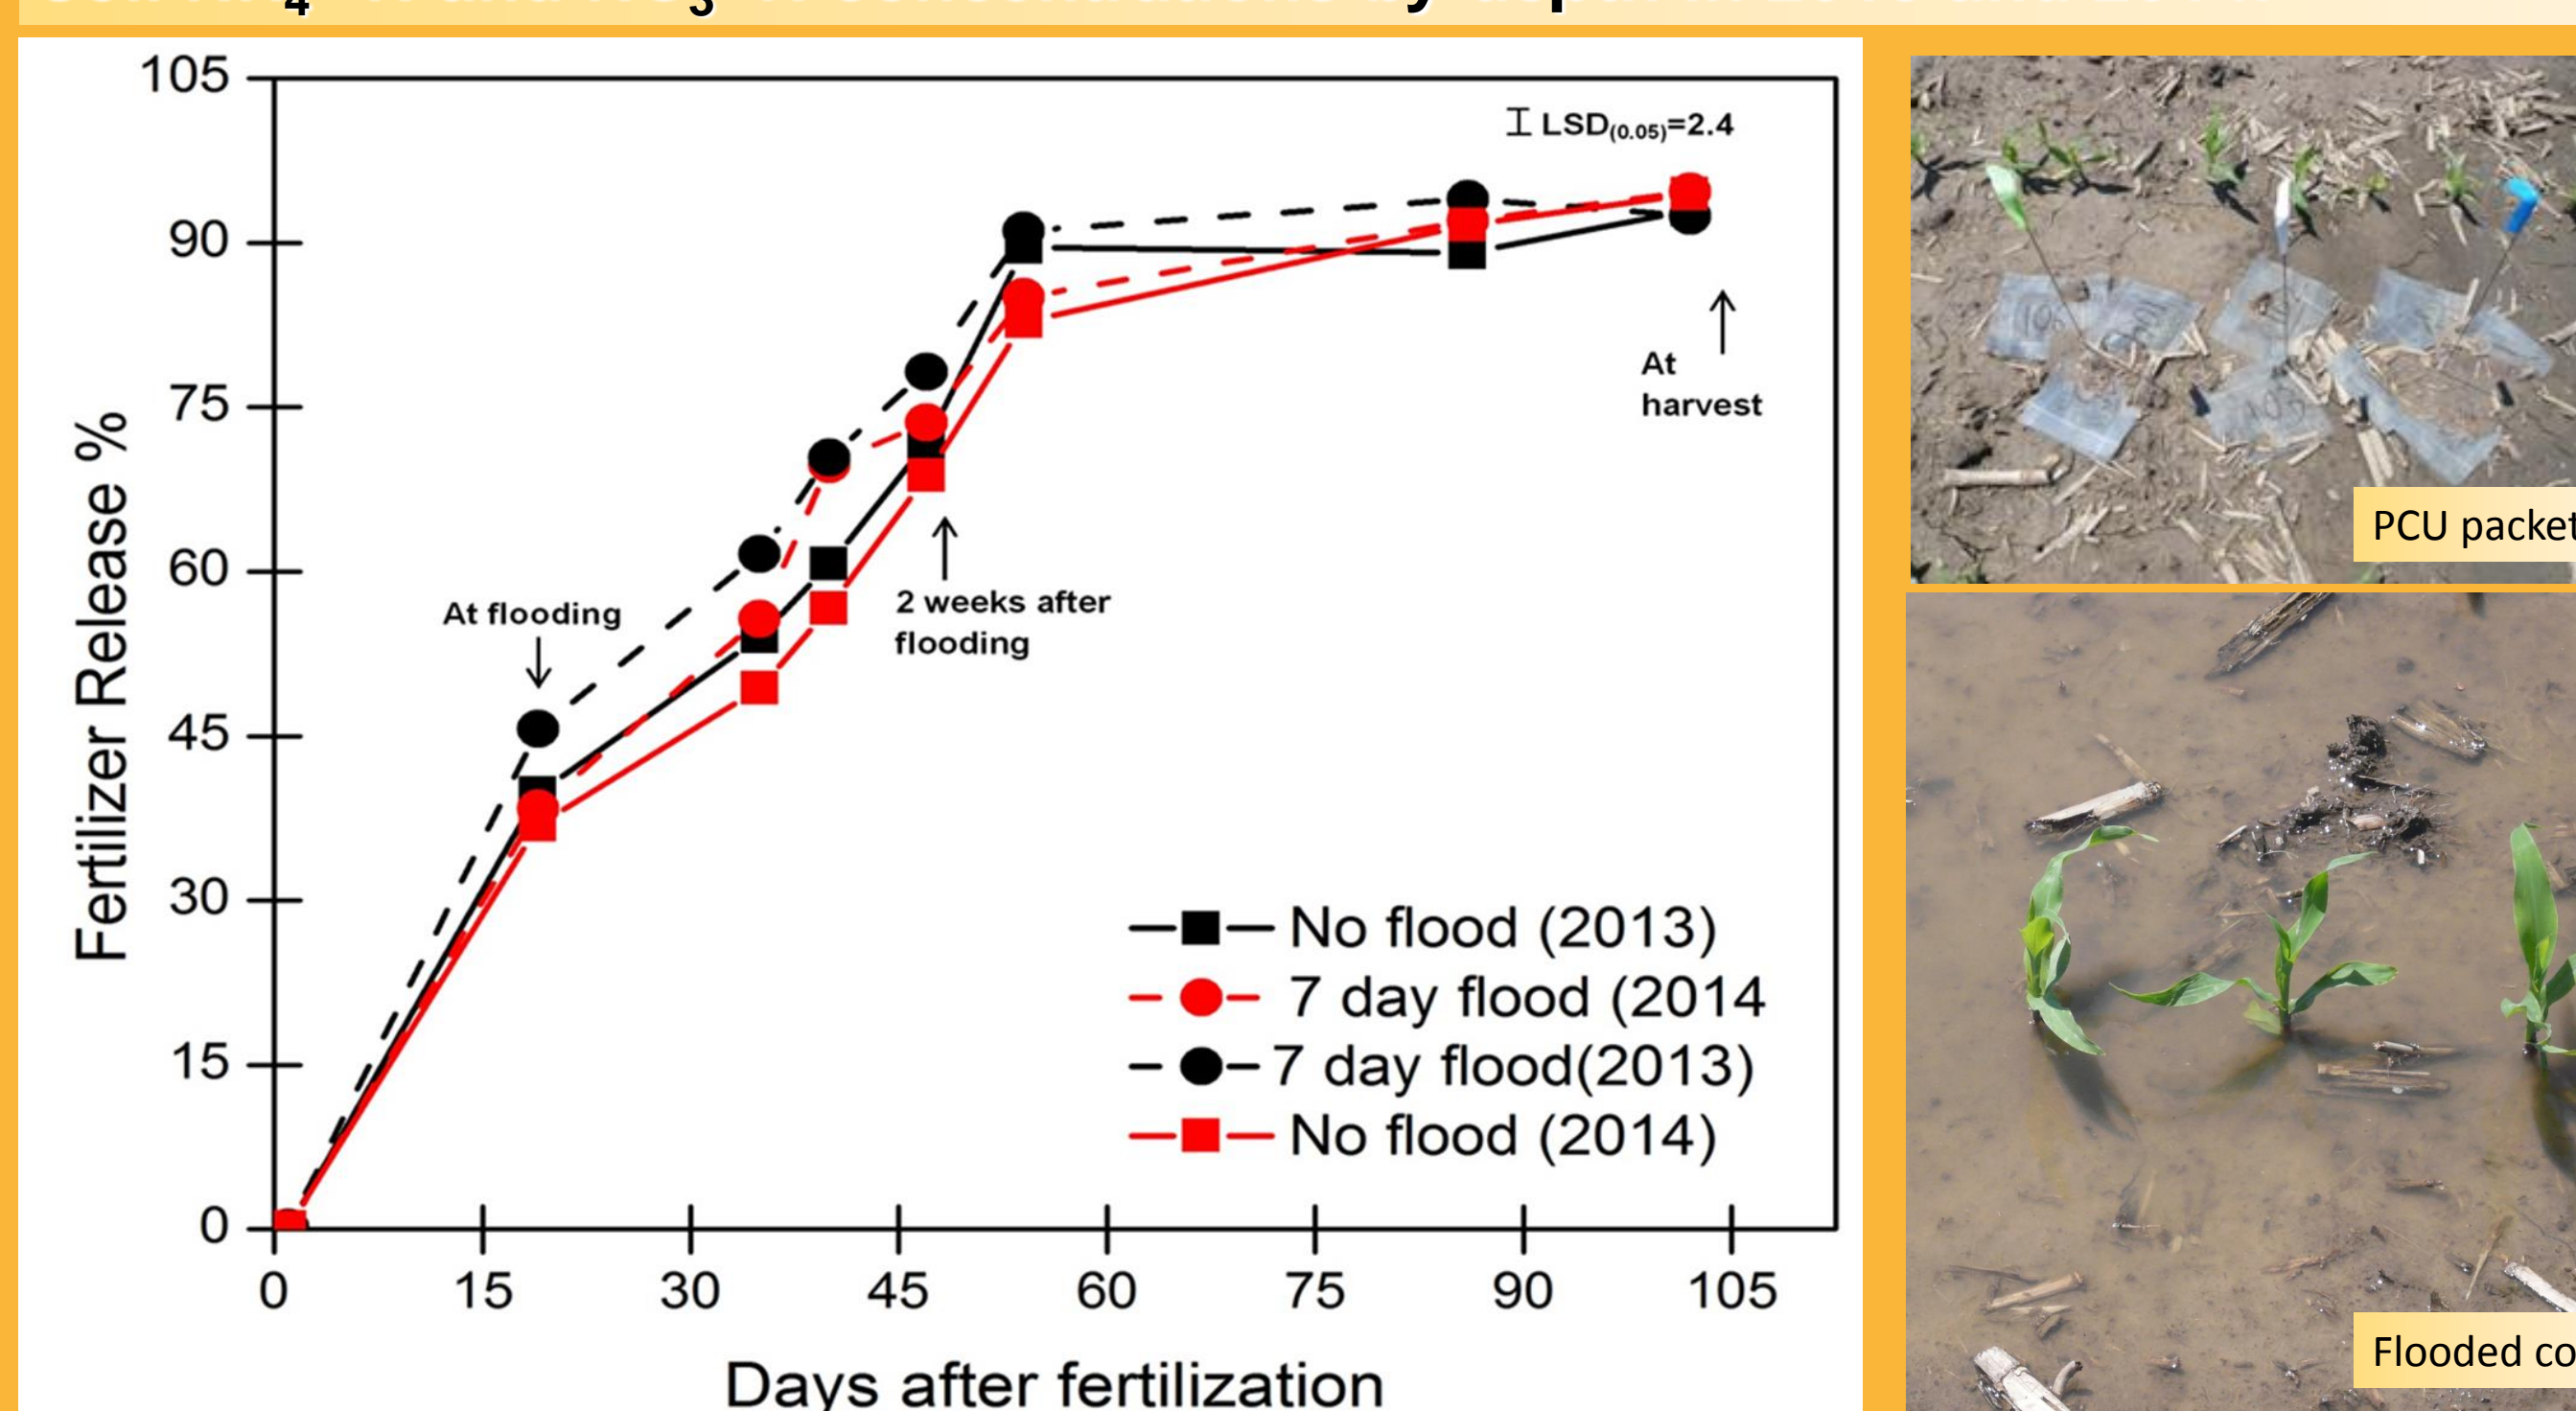 105
90
75
60
45
30
15
0
Fertilizer Release %
LSD(0.05)=2.4
At flooding
2 weeks after
flooding
At
harvest
No flood (2013)
7 day flood (2014
7 day flood(2013)
No flood (2014)
0 15 30 45 60 75 90 105
Days after fertilization
PCU packet
Flooded co